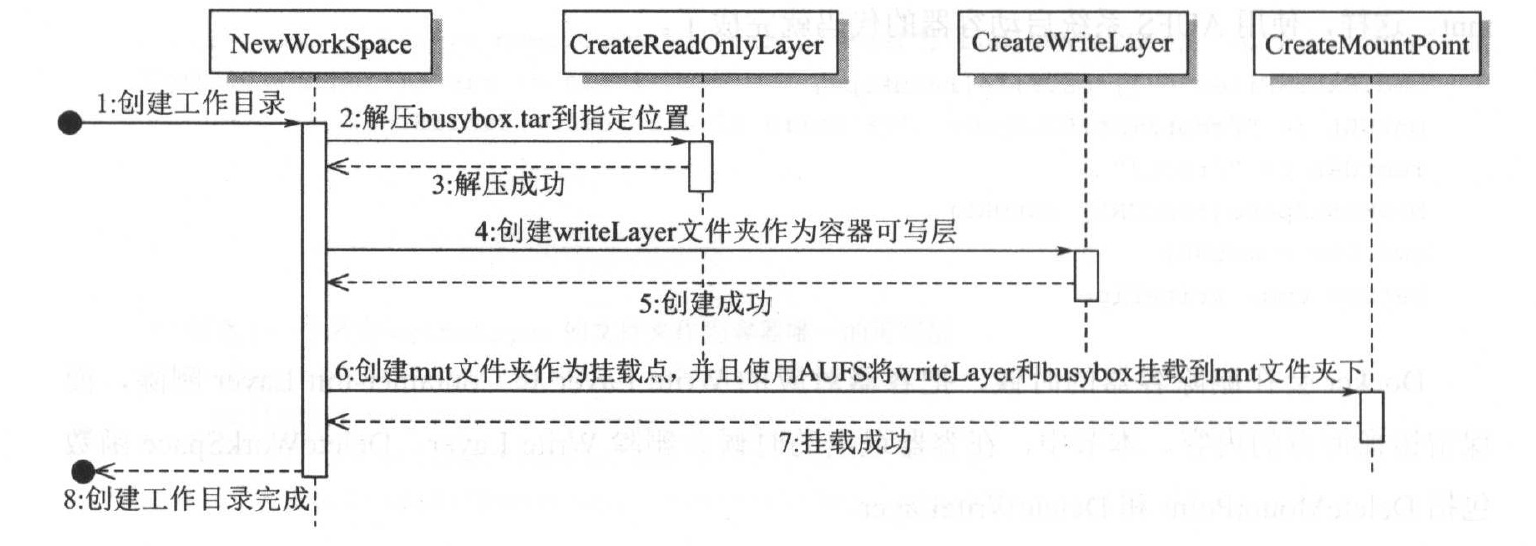 NewWorkSpace
CreateReadOnlyLayer
CreateWriteLayer
CreateMountPoint
1:创建工作目录
2:解压busybox.tar到指定位置
3:解压成功
4:创建writeLayer文件夹作为容器可写层
5:创建成功
6:创建mnt文件夹作为挂载点，并且使用AUFS将writeLayer和busybox挂载到mnt文件夹下
7:挂载成功
8:创建工作目录完成